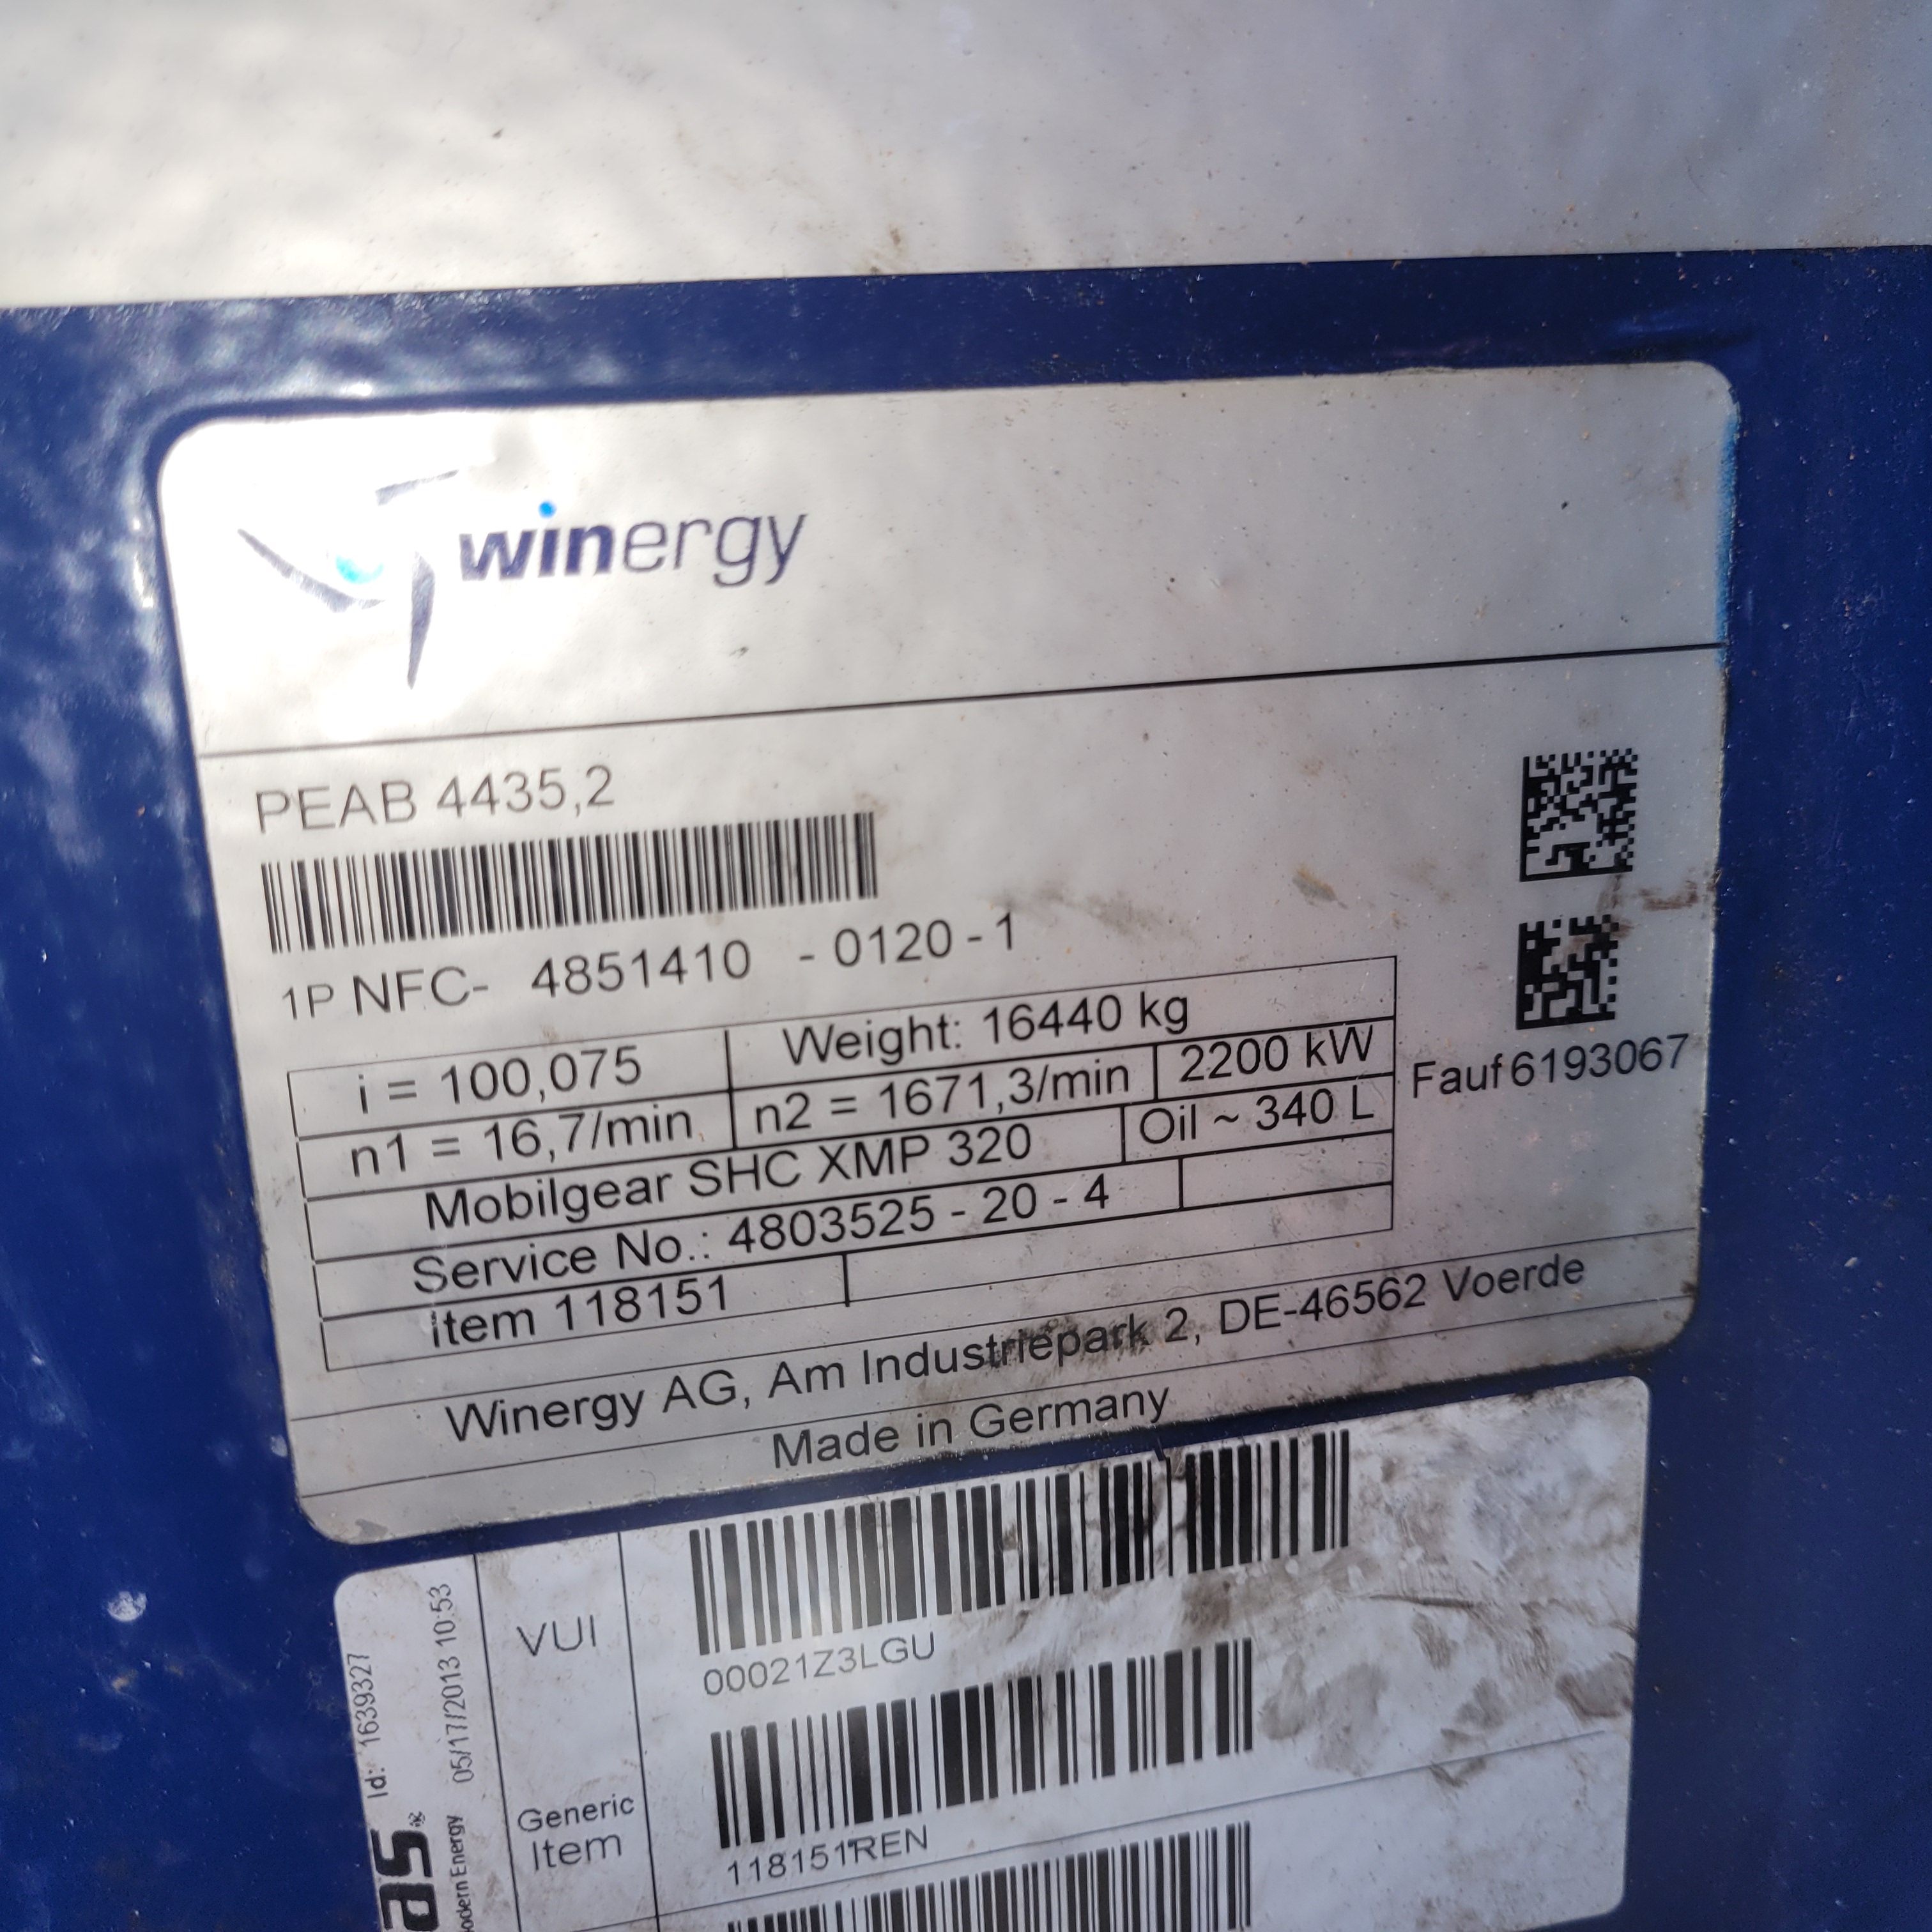 winergy
PEAB 4435,2
1P NFC- 4851410 - 0120 - 1
i = 100,075 Weight: 16440 kg
n1 = 16,7/min n2 = 1671,3/min 2200 kW
Mobilgear SHC XMP 320 Oil ~ 340 L
Service No.: 4803525 - 20 - 4
item 118151
Fauf 6193067
Winergy AG, Am Industriepark 2, DE-46562 Voerde
Made in Germany
Id: 1639327
05/17/2013 10:53
VUI
00021Z3LGU
Generic
Item
118151REN
Energy